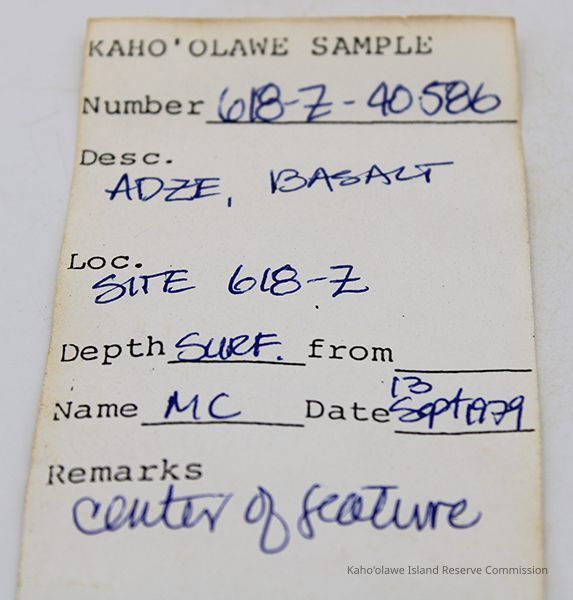 KAHO'OLAWE SAMPLE
Number 618-Z-40586
Desc.
ADZE, BASALT
Loc.
SITE 618-Z
Depth SURF. from
Name MC Date 13 Sept 1979
Remarks
center of feature
Kaho'olawe Island Reserve Commission